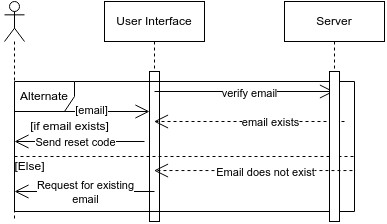 User Interface
Server
Alternate
verify email
[email]
email exists
[if email exists]
Send reset code
[Else]
Email does not exist
Request for existing
email